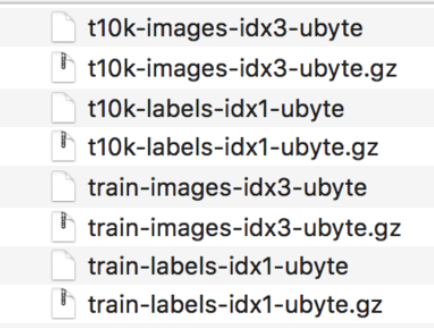 t10k-images-idx3-ubyte
t10k-images-idx3-ubyte.gz
t10k-labels-idx1-ubyte
t10k-labels-idx1-ubyte.gz
train-images-idx3-ubyte
train-images-idx3-ubyte.gz
train-labels-idx1-ubyte
train-labels-idx1-ubyte.gz